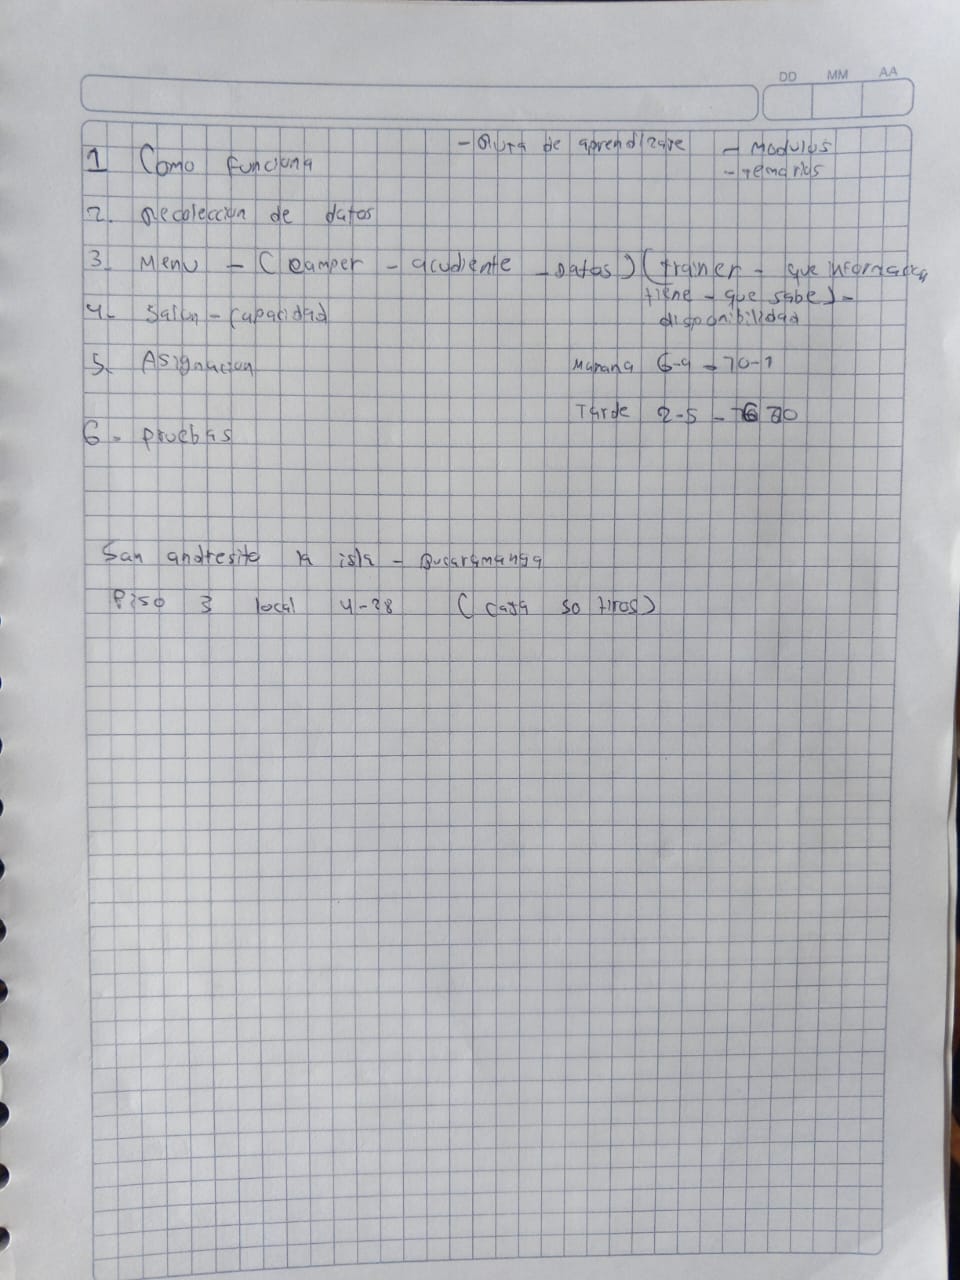 DD MM AA
1 Como funciona - Ruta de aprendizaje - Modulos
- temarios
2. Recoleccion de datos
3. Menu - (camper - acudiente - datos) (trainer - que informacion
tiene - que sabe) -
4. Salon - capacidad disponibilidad
5. Asignacion Mañana 6-9 - 10-1
Tarde 2-5 - 6 10
6. pruebas
San andresito la isla - Bucaramanga
Piso 3 local 4-28 (caja 50 tiros)